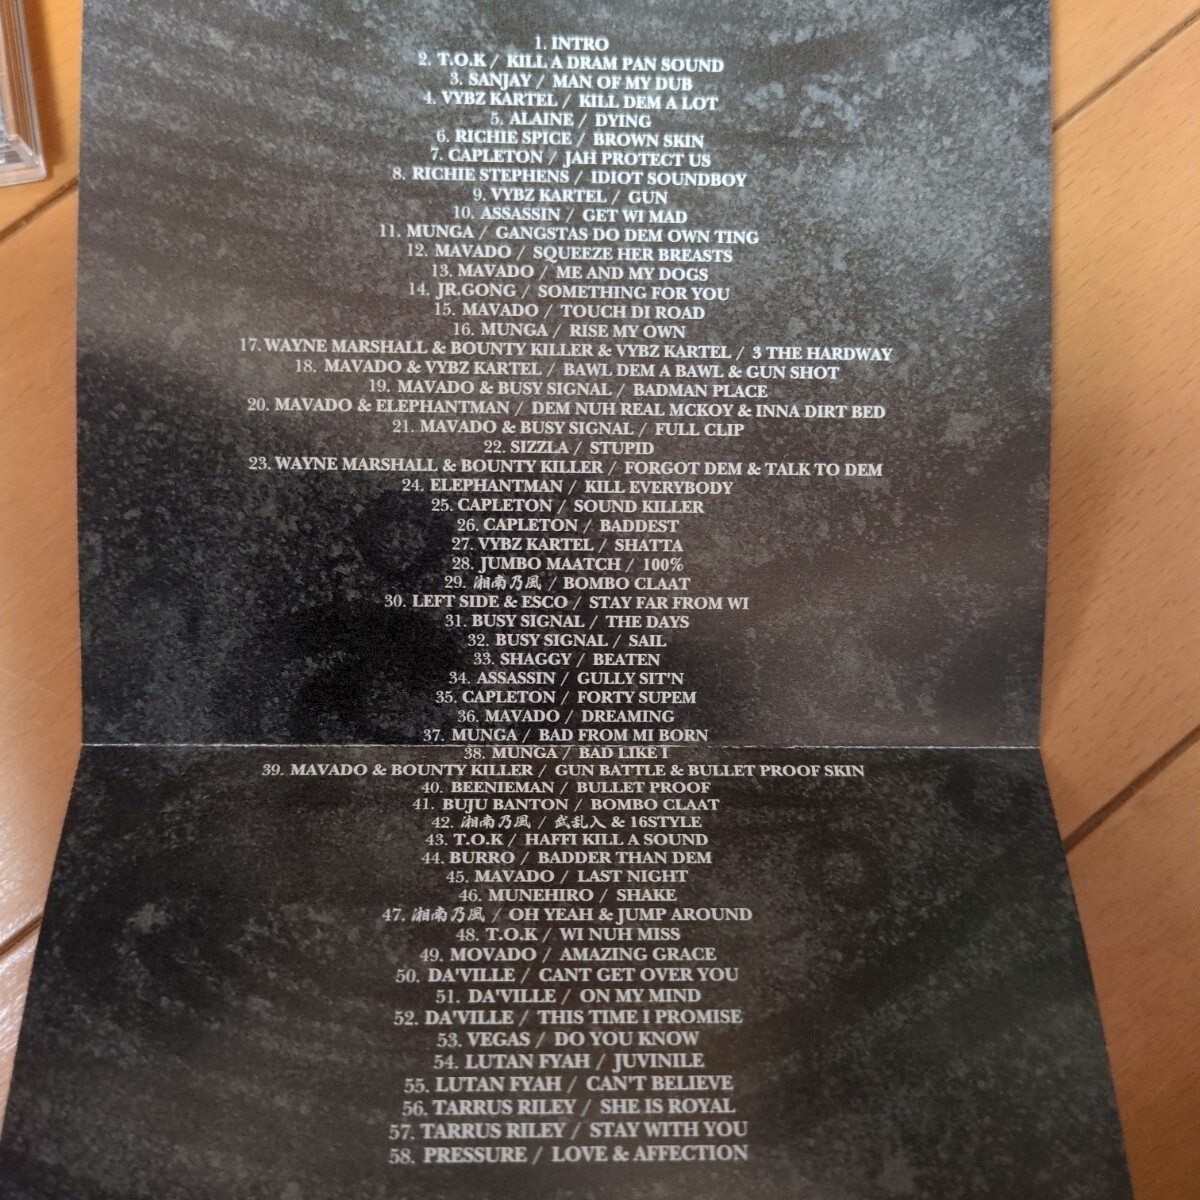 1. INTRO
2. T.O.K / KILL A DRAM PAN SOUND
3. SANJAY / MAN OF MY DUB
4. VYBZ KARTEL / KILL DEM A LOT
5. ALAINE / DYING
6. RICHIE SPICE / BROWN SKIN
7. CAPLETON / JAH PROTECT US
8. RICHIE STEPHENS / IDIOT SOUNDBOY
9. VYBZ KARTEL / GUN
10. ASSASSIN / GET WI MAD
11. MUNGA / GANGSTAS DO DEM OWN TING
12. MAVADO / SQUEEZE HER BREASTS
13. MAVADO / ME AND MY DOGS
14. JR.GONG / SOMETHING FOR YOU
15. MAVADO / TOUCH DI ROAD
16. MUNGA / RISE MY OWN
17. WAYNE MARSHALL & BOUNTY KILLER & VYBZ KARTEL / 3 THE HARDWAY
18. MAVADO & VYBZ KARTEL / BAWL DEM A BAWL & GUN SHOT
19. MAVADO & BUSY SIGNAL / BADMAN PLACE
20. MAVADO & ELEPHANTMAN / DEM NUH REAL MCKOY & INNA DIRT BED
21. MAVADO & BUSY SIGNAL / FULL CLIP
22. SIZZLA / STUPID
23. WAYNE MARSHALL & BOUNTY KILLER / FORGOT DEM & TALK TO DEM
24. ELEPHANTMAN / KILL EVERYBODY
25. CAPLETON / SOUND KILLER
26. CAPLETON / BADDEST
27. VYBZ KARTEL / SHATTA
28. JUMBO MAATCH / 100%
29. 湘南乃風 / BOMBO CLAAT
30. LEFT SIDE & ESCO / STAY FAR FROM WI
31. BUSY SIGNAL / THE DAYS
32. BUSY SIGNAL / SAIL
33. SHAGGY / BEATEN
34. ASSASSIN / GULLY SIT'N
35. CAPLETON / FORTY SUPEM
36. MAVADO / DREAMING
37. MUNGA / BAD FROM MI BORN
38. MUNGA / BAD LIKE I
39. MAVADO & BOUNTY KILLER / GUN BATTLE & BULLET PROOF SKIN
40. BEENIEMAN / BULLET PROOF
41. BUJU BANTON / BOMBO CLAAT
42. 湘南乃風 / 武乱入 & 16STYLE
43. T.O.K / HAFFI KILL A SOUND
44. BURRO / BADDER THAN DEM
45. MAVADO / LAST NIGHT
46. MUNEHIRO / SHAKE
47. 湘南乃風 / OH YEAH & JUMP AROUND
48. T.O.K / WI NUH MISS
49. MOVADO / AMAZING GRACE
50. DA'VILLE / CANT GET OVER YOU
51. DA'VILLE / ON MY MIND
52. DA'VILLE / THIS TIME I PROMISE
53. VEGAS / DO YOU KNOW
54. LUTAN FYAH / JUVINILE
55. LUTAN FYAH / CAN'T BELIEVE
56. TARRUS RILEY / SHE IS ROYAL
57. TARRUS RILEY / STAY WITH YOU
58. PRESSURE / LOVE & AFFECTION